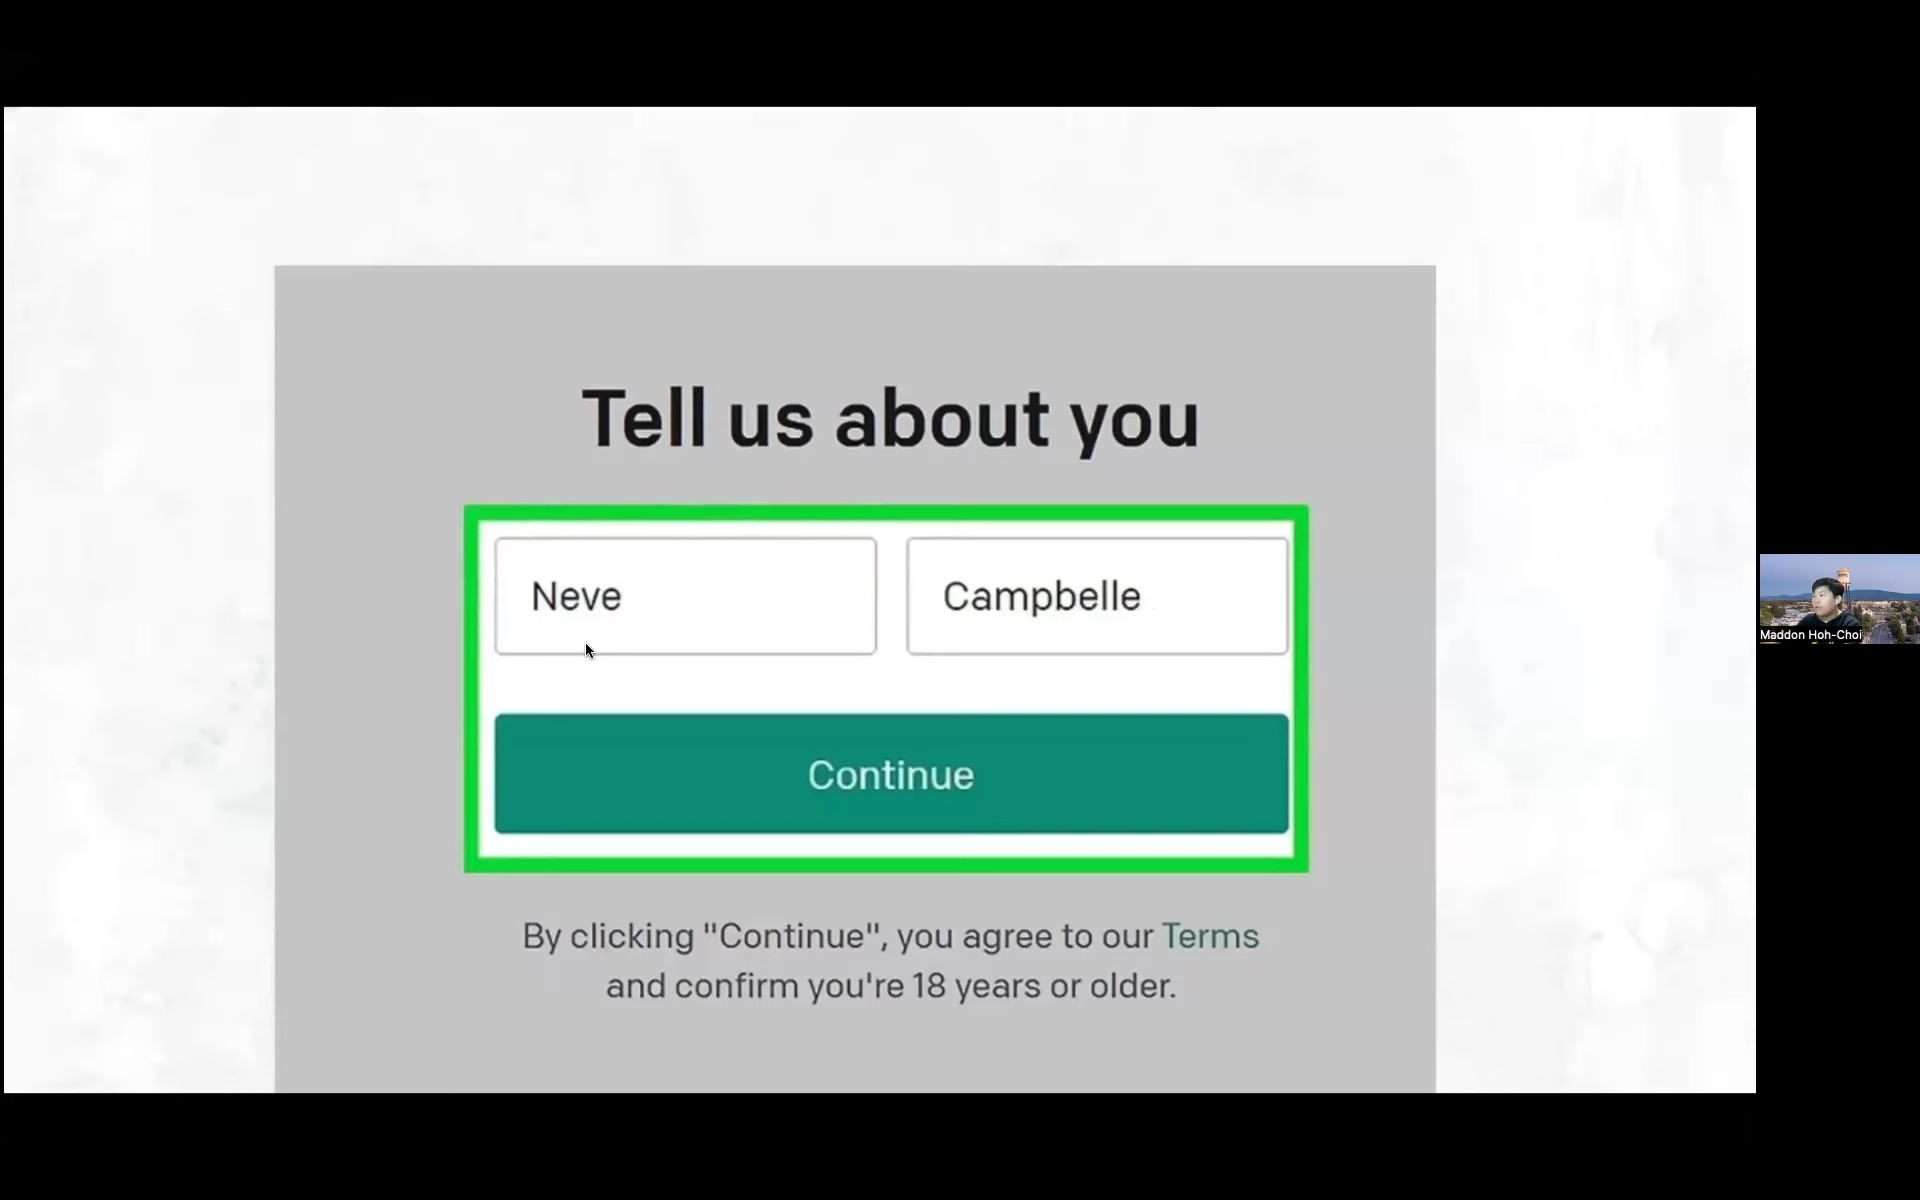 Tell us about you
Neve
Campbelle
Continue
By clicking "Continue", you agree to our Terms
and confirm you're 18 years or older.
Maddon Hoh-Choi